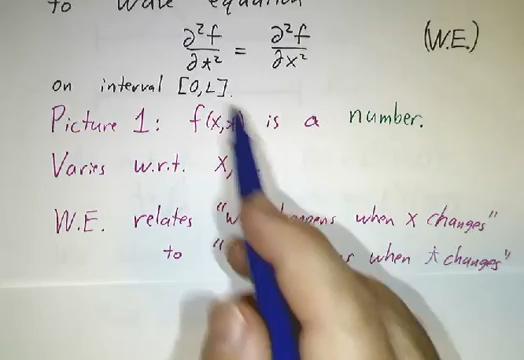 to wave equation
∂²f/∂t² = ∂²f/∂x² (W.E.)
on interval [0,L].
Picture 1: f(x, is a number.
Varies w.r.t. x,
W.E. relates " happens when x changes"
to " when t changes"